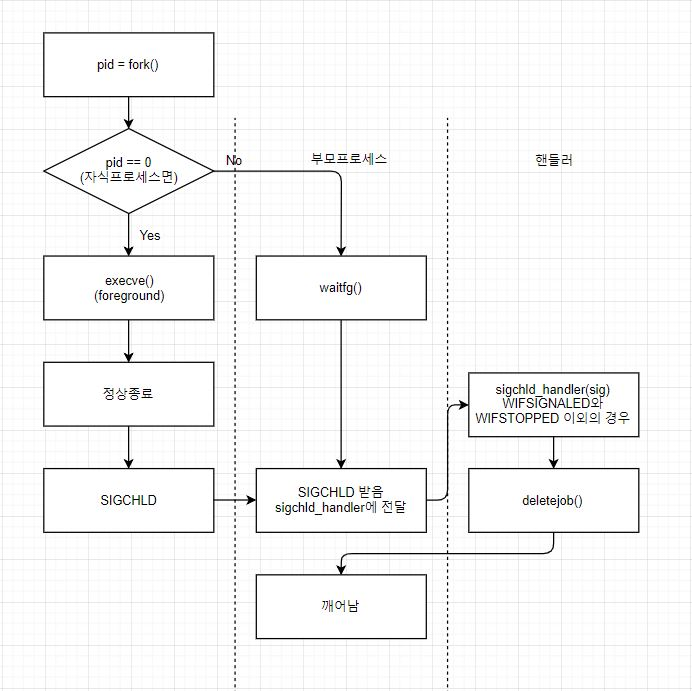 pid = fork()
pid == 0
(자식프로세스면)
No
부모프로세스
핸들러
Yes
execve()
(foreground)
waitfg()
정상종료
sigchld_handler(sig)
WIFSIGNALED와
WIFSTOPPED 이외의 경우
SIGCHLD
SIGCHLD 받음
sigchld_handler에 전달
deletejob()
깨어남